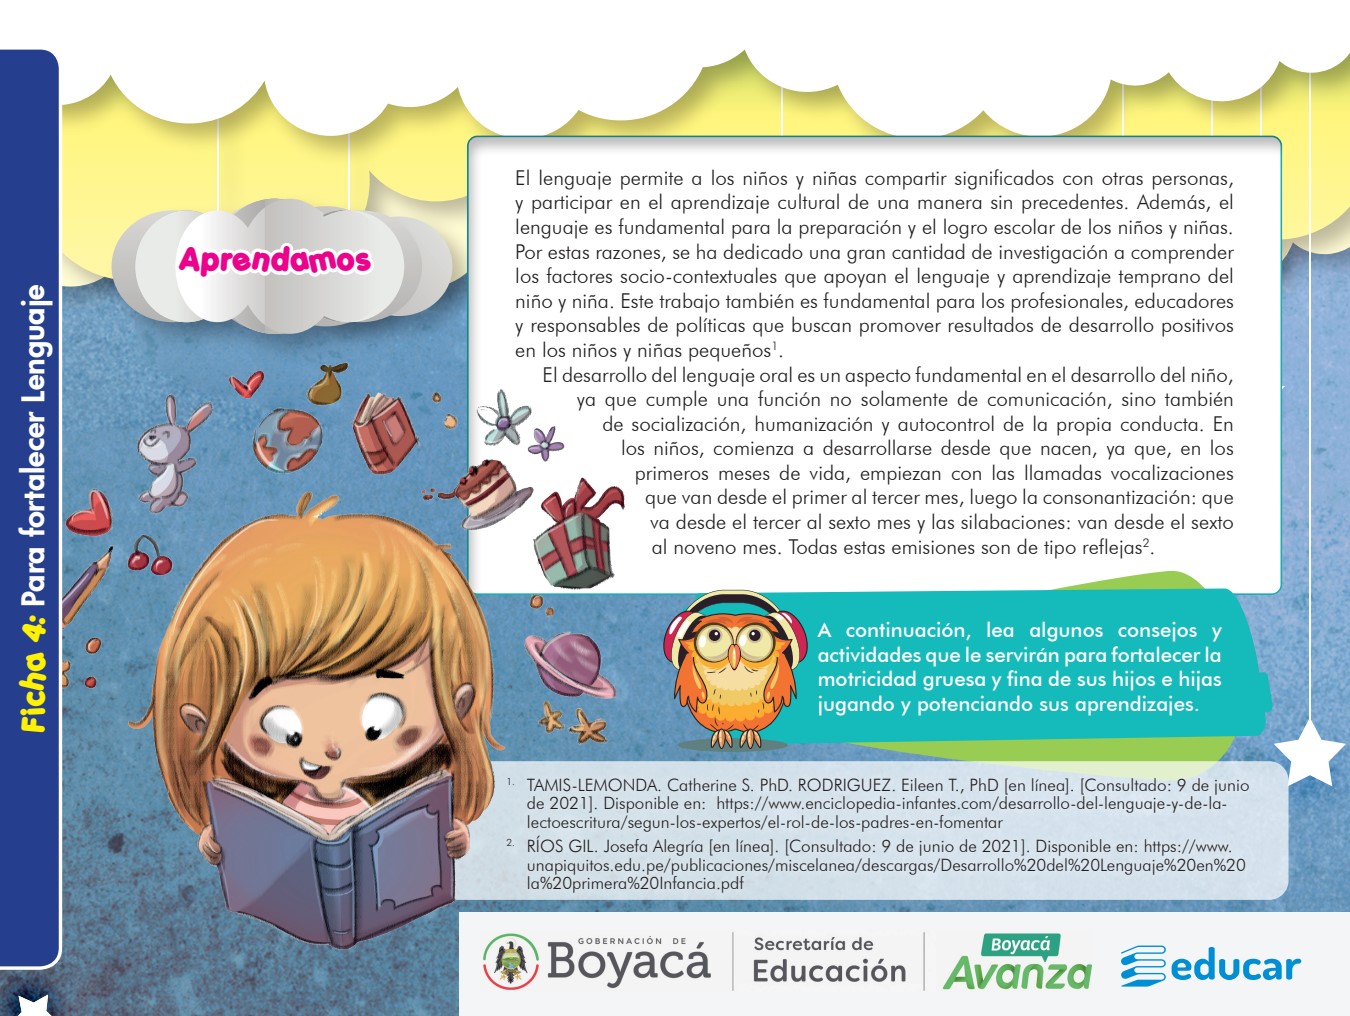 Ficha 4: Para fortalecer Lenguaje
Aprendamos
El lenguaje permite a los niños y niñas compartir significados con otras personas,
y participar en el aprendizaje cultural de una manera sin precedentes. Además, el
lenguaje es fundamental para la preparación y el logro escolar de los niños y niñas.
Por estas razones, se ha dedicado una gran cantidad de investigación a comprender
los factores socio-contextuales que apoyan el lenguaje y aprendizaje temprano del
niño y niña. Este trabajo también es fundamental para los profesionales, educadores
y responsables de políticas que buscan promover resultados de desarrollo positivos
en los niños y niñas pequeños¹.
El desarrollo del lenguaje oral es un aspecto fundamental en el desarrollo del niño,
ya que cumple una función no solamente de comunicación, sino también
de socialización, humanización y autocontrol de la propia conducta. En
los niños, comienza a desarrollarse desde que nacen, ya que, en los
primeros meses de vida, empiezan con las llamadas vocalizaciones
que van desde el primer al tercer mes, luego la consonantización: que
va desde el tercer al sexto mes y las silabaciones: van desde el sexto
al noveno mes. Todas estas emisiones son de tipo reflejas².
A continuación, lea algunos consejos y
actividades que le servirán para fortalecer la
motricidad gruesa y fina de sus hijos e hijas
jugando y potenciando sus aprendizajes.
1. TAMIS-LEMONDA. Catherine S. PhD. RODRIGUEZ. Eileen T., PhD [en línea]. [Consultado: 9 de junio
de 2021]. Disponible en: https://www.enciclopedia-infantes.com/desarrollo-del-lenguaje-y-de-la-
lectoescritura/segun-los-expertos/el-rol-de-los-padres-en-fomentar
2. RÍOS GIL. Josefa Alegría [en línea]. [Consultado: 9 de junio de 2021]. Disponible en: https://www.
unapiquitos.edu.pe/publicaciones/miscelanea/descargas/Desarrollo%20del%20Lenguaje%20en%20
la%20primera%20Infancia.pdf
GOBERNACIÓN DE
Boyacá
Secretaría de
Educación
Boyacá
Avanza
educar